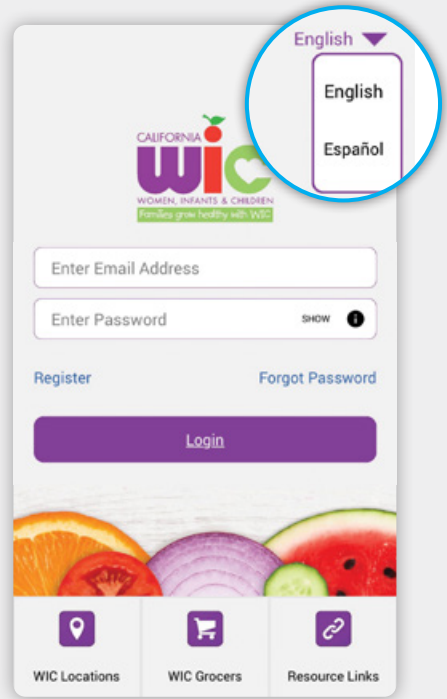 English
English
Español
CALIFORNIA
WIC
WOMEN, INFANTS & CHILDREN
Families grow healthy with WIC
Enter Email Address
Enter Password SHOW
Register Forgot Password
Login
WIC Locations WIC Grocers Resource Links